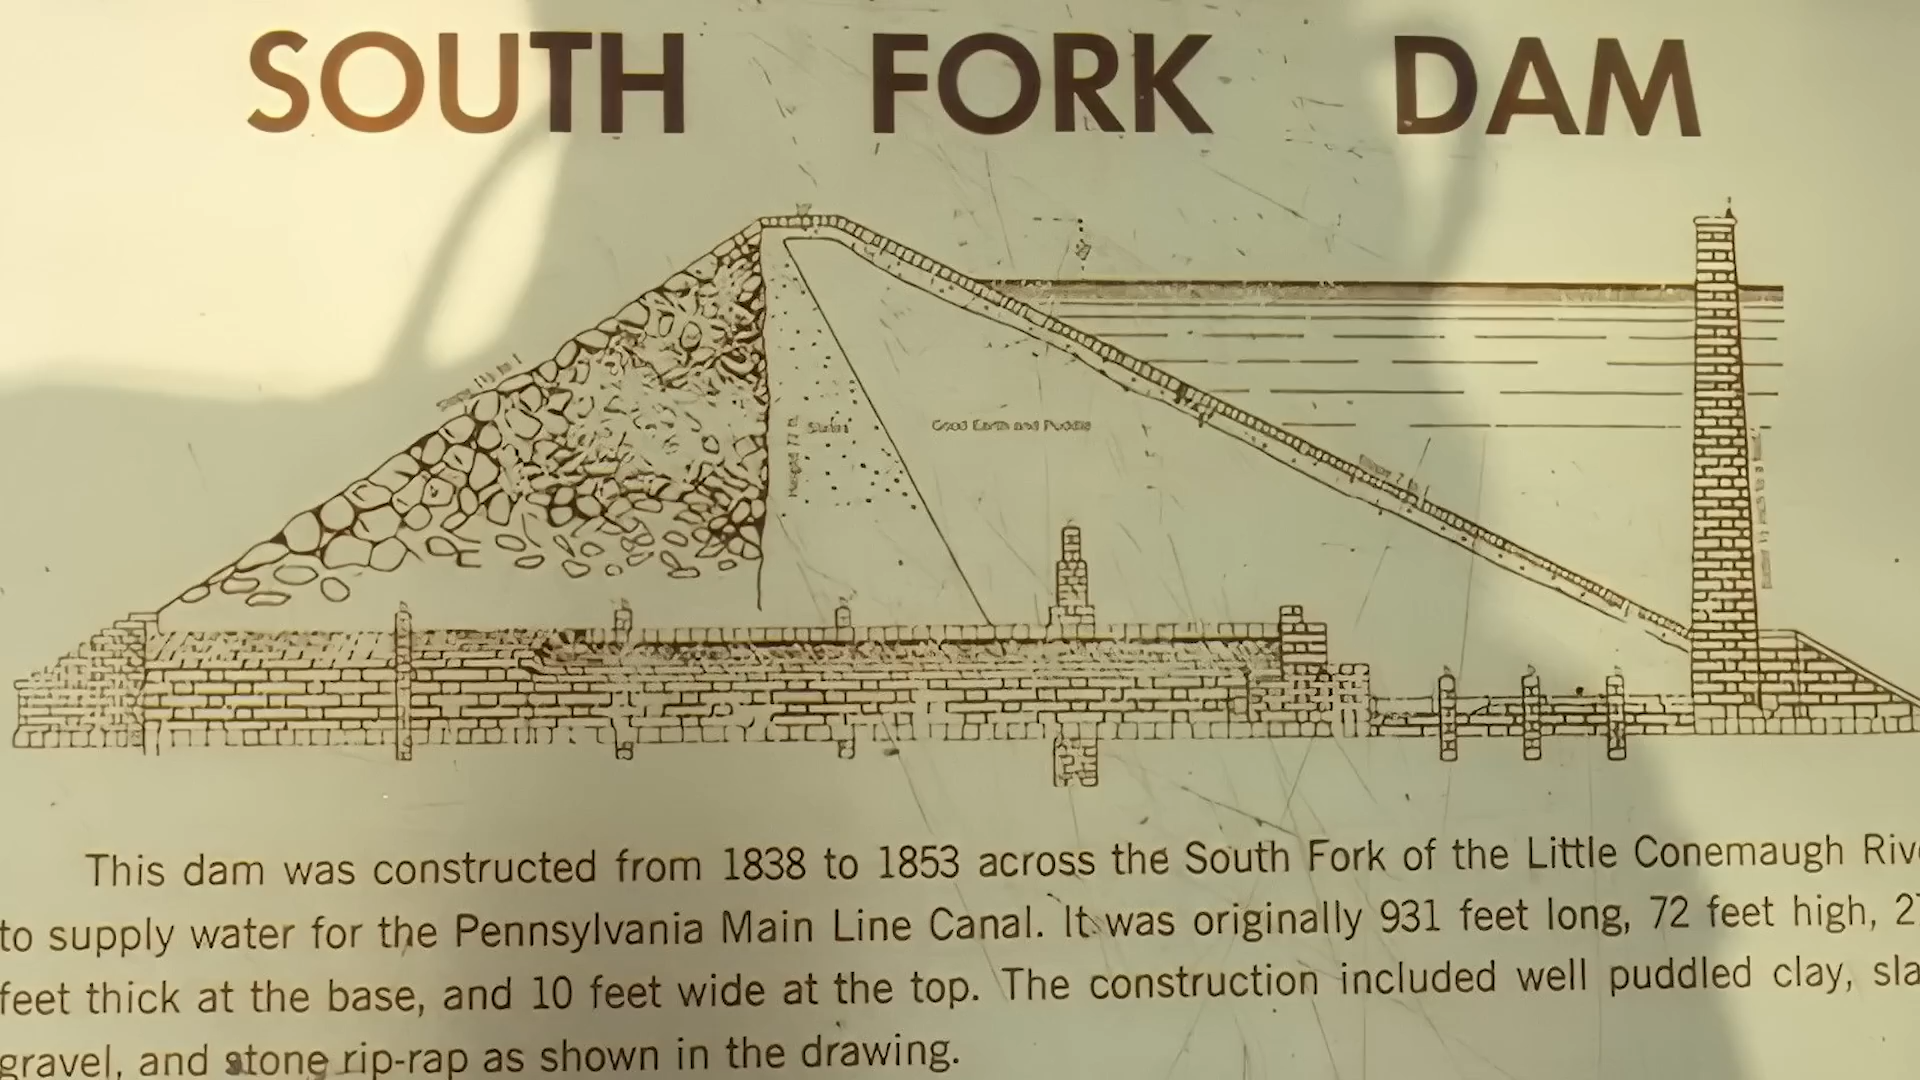 SOUTH FORK DAM
Good Earth and Puddle
This dam was constructed from 1838 to 1853 across the South Fork of the Little Conemaugh
to supply water for the Pennsylvania Main Line Canal. It was originally 931 feet long, 72 feet high,
feet thick at the base, and 10 feet wide at the top. The construction included well puddled clay,
gravel, and stone rip-rap as shown in the drawing.